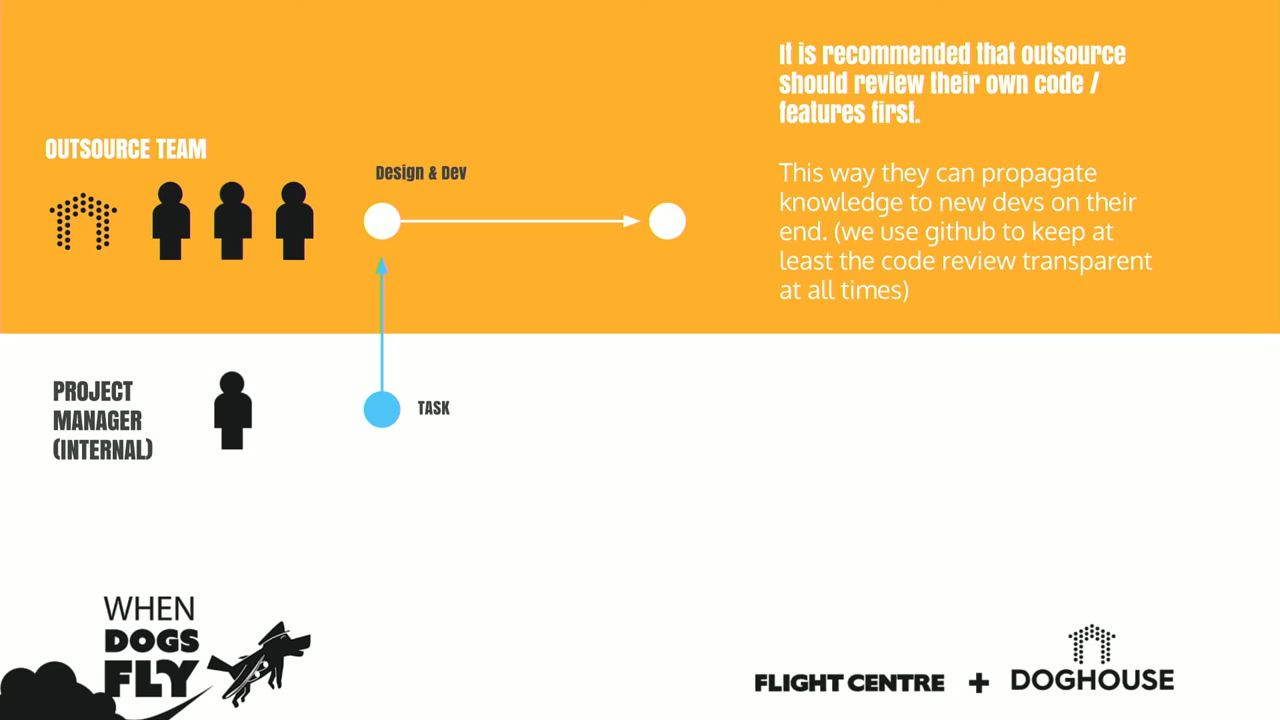 It is recommended that outsource
should review their own code /
features first.
OUTSOURCE TEAM
Design & Dev
This way they can propagate
knowledge to new devs on their
end. (we use github to keep at
least the code review transparent
at all times)
PROJECT
MANAGER
(INTERNAL)
TASK
WHEN
DOGS
FLY
FLIGHT CENTRE + DOGHOUSE